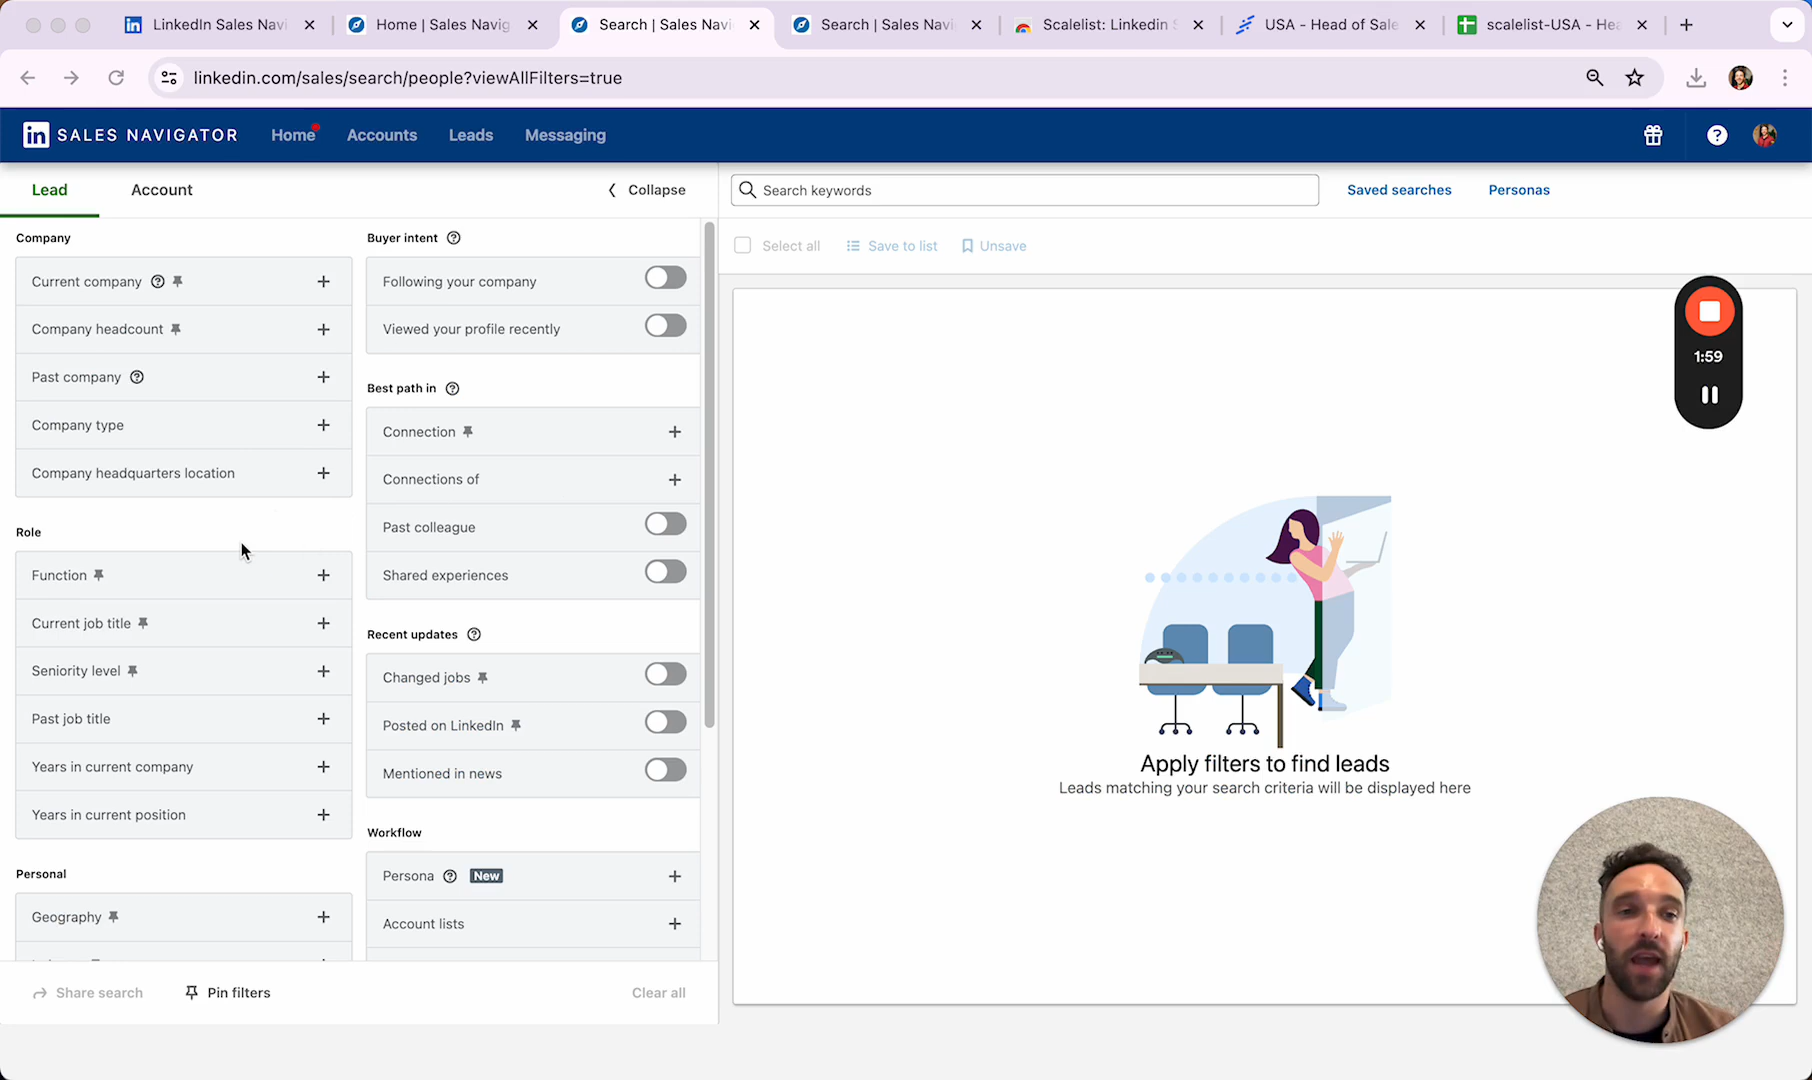 LinkedIn Sales Navi
Home | Sales Navig
Search | Sales Navi
Search | Sales Navi
Scalelist: Linkedin S
USA - Head of Sale
scalelist-USA - Hea
linkedin.com/sales/search/people?viewAllFilters=true
in SALES NAVIGATOR
Home
Accounts
Leads
Messaging
Lead
Account
Collapse
Search keywords
Saved searches
Personas
Select all
Save to list
Unsave
Company
Current company
Company headcount
Past company
Company type
Company headquarters location
Role
Function
Current job title
Seniority level
Past job title
Years in current company
Years in current position
Personal
Geography
Buyer intent
Following your company
Viewed your profile recently
Best path in
Connection
Connections of
Past colleague
Shared experiences
Recent updates
Changed jobs
Posted on LinkedIn
Mentioned in news
Workflow
Persona New
Account lists
Share search
Pin filters
Clear all
1:59
Apply filters to find leads
Leads matching your search criteria will be displayed here